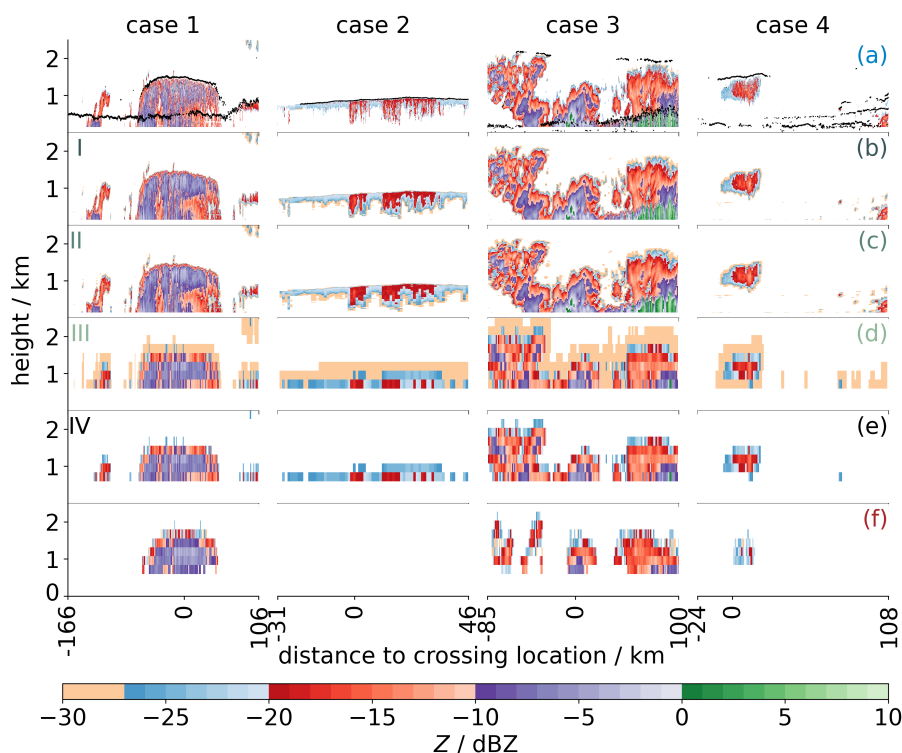 case 1 case 2 case 3 case 4
2 (a)
1
I (b)
2
1
II (c)
2
1
III (d)
2
1
IV (e)
2
1
(f)
2
1
0
-166 0 106 -31 0 46 -85 0 100 -24 0 108
height / km
distance to crossing location / km
−30 −25 −20 −15 −10 −5 0 5 10
Z / dBZ